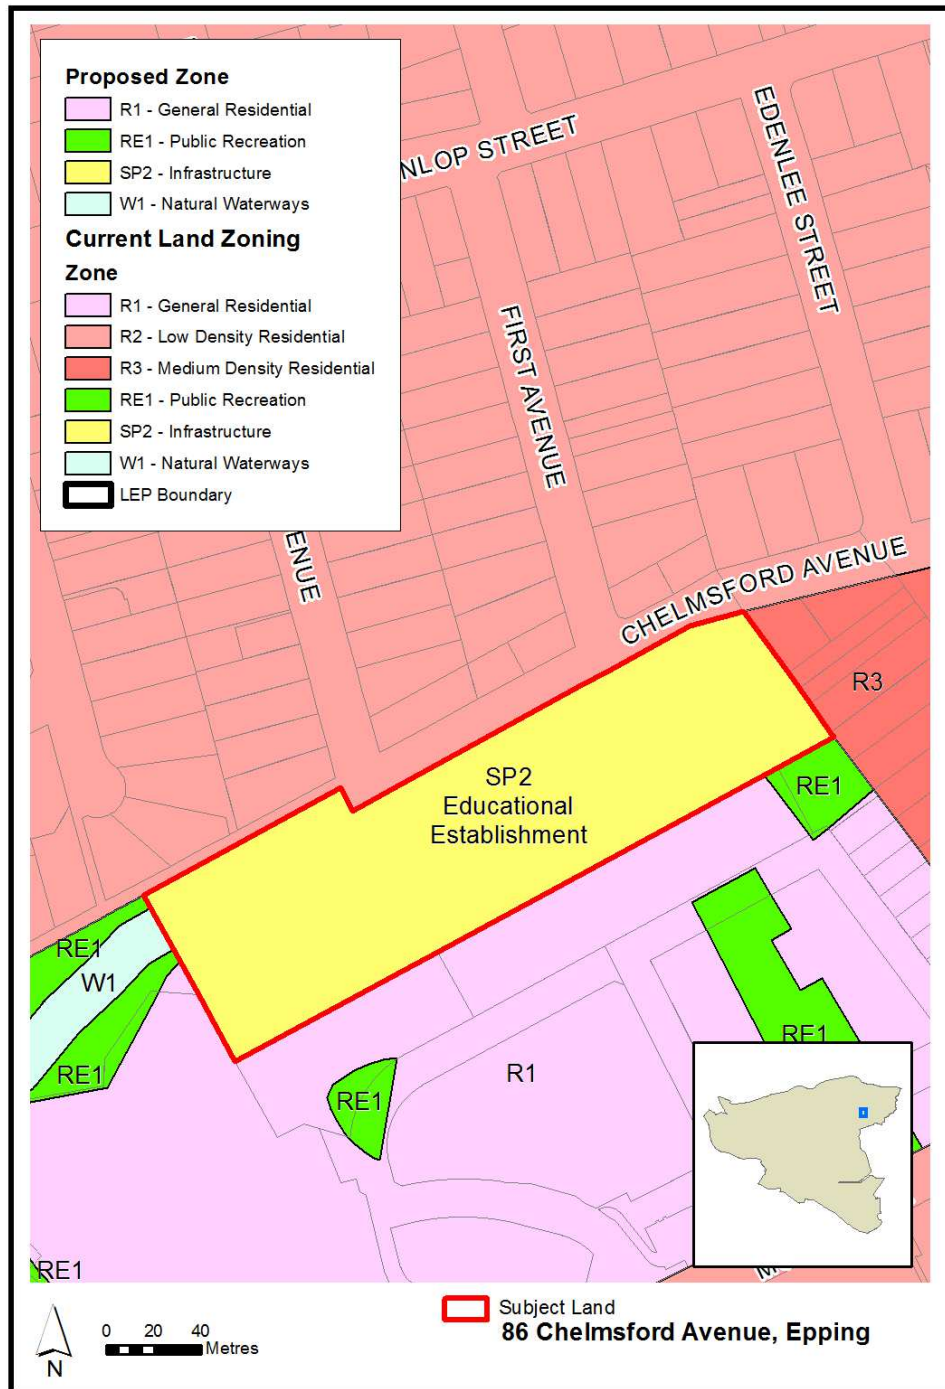 Proposed Zone
R1 - General Residential
RE1 - Public Recreation
SP2 - Infrastructure
W1 - Natural Waterways
Current Land Zoning
Zone
R1 - General Residential
R2 - Low Density Residential
R3 - Medium Density Residential
RE1 - Public Recreation
SP2 - Infrastructure
W1 - Natural Waterways
LEP Boundary
NLOP STREET
EDENLEE STREET
FIRST AVENUE
ENUE
CHELMSFORD AVENUE
R3
SP2
Educational
Establishment
RE1
RE1
W1
RE1
RE1
R1
RE1
RE1
N
0 20 40
Metres
Subject Land
86 Chelmsford Avenue, Epping